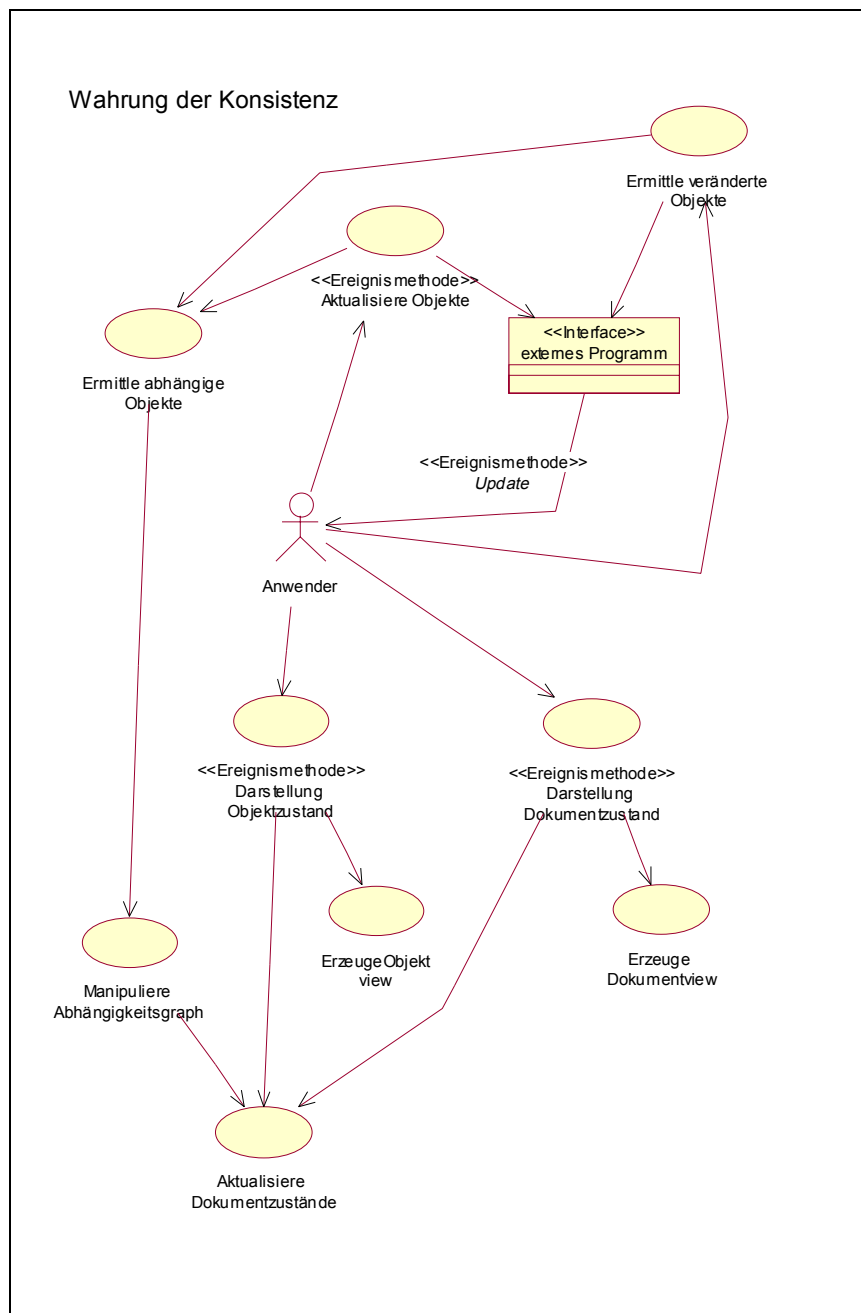 Wahrung der Konsistenz
Ermittle veränderte
Objekte
<<Ereignismethode>>
Aktualisiere Objekte
<<Interface>>
externes Programm
Ermittle abhängige
Objekte
<<Ereignismethode>>
Update
Anwender
<<Ereignismethode>>
Darstellung
Objektzustand
<<Ereignismethode>>
Darstellung
Dokumentzustand
ErzeugeObjekt
view
Erzeuge
Dokumentview
Manipuliere
Abhängigkeitsgraph
Aktualisiere
Dokumentzustände